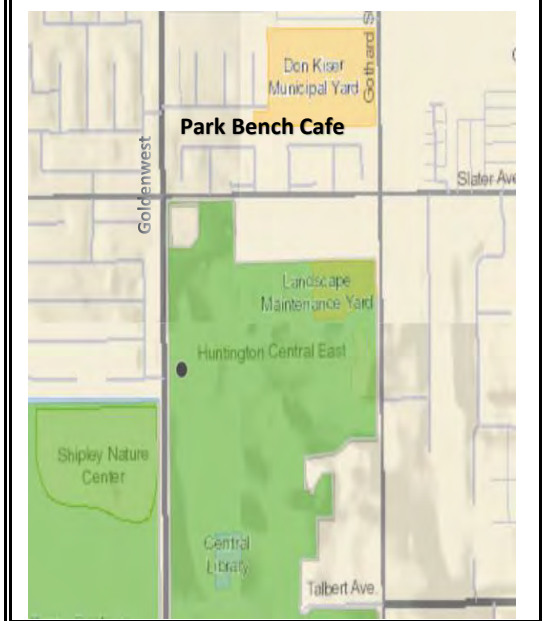 Don Kiser
Municipal Yard
Gothard S
Park Bench Cafe
Goldenwest
Slater Ave
Landscape
Maintenance Yard
Huntington Central East
Shipley Nature
Center
Central
Library
Talbert Ave.